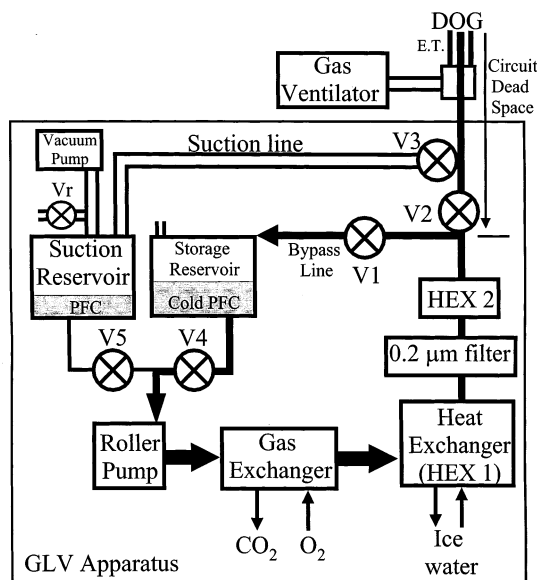 DOG
E.T.
Gas
Ventilator
Circuit
Dead
Space
Vacuum
Pump
Suction line
V3
Vr
V2
Suction
Reservoir
PFC
Storage
Reservoir
Cold PFC
Bypass
Line
V1
HEX 2
V5
V4
0.2 μm filter
Roller
Pump
Gas
Exchanger
Heat
Exchanger
(HEX 1)
CO2
O2
Ice
water
GLV Apparatus